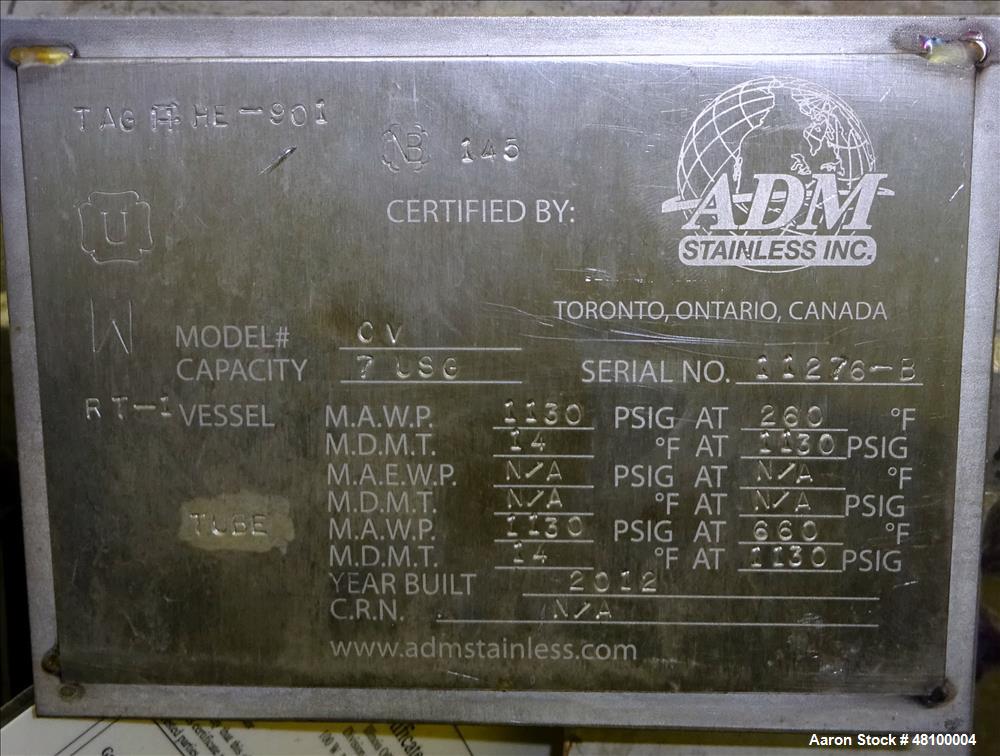 TAG # HE-901
NB 145
U
CERTIFIED BY:
ADM
STAINLESS INC.
TORONTO, ONTARIO, CANADA
W
MODEL# CV
CAPACITY 7 USG SERIAL NO. 11276-B
RT-1 VESSEL M.A.W.P. 1130 PSIG AT 260 °F
M.D.M.T. 14 °F AT 1130 PSIG
M.A.E.W.P. N/A PSIG AT N/A °F
M.D.M.T. N/A °F AT N/A PSIG
TUBE M.A.W.P. 1130 PSIG AT 660 °F
M.D.M.T. 14 °F AT 1130 PSIG
YEAR BUILT 2012
C.R.N. N/A
www.admstainless.com
Aaron Stock # 48100004